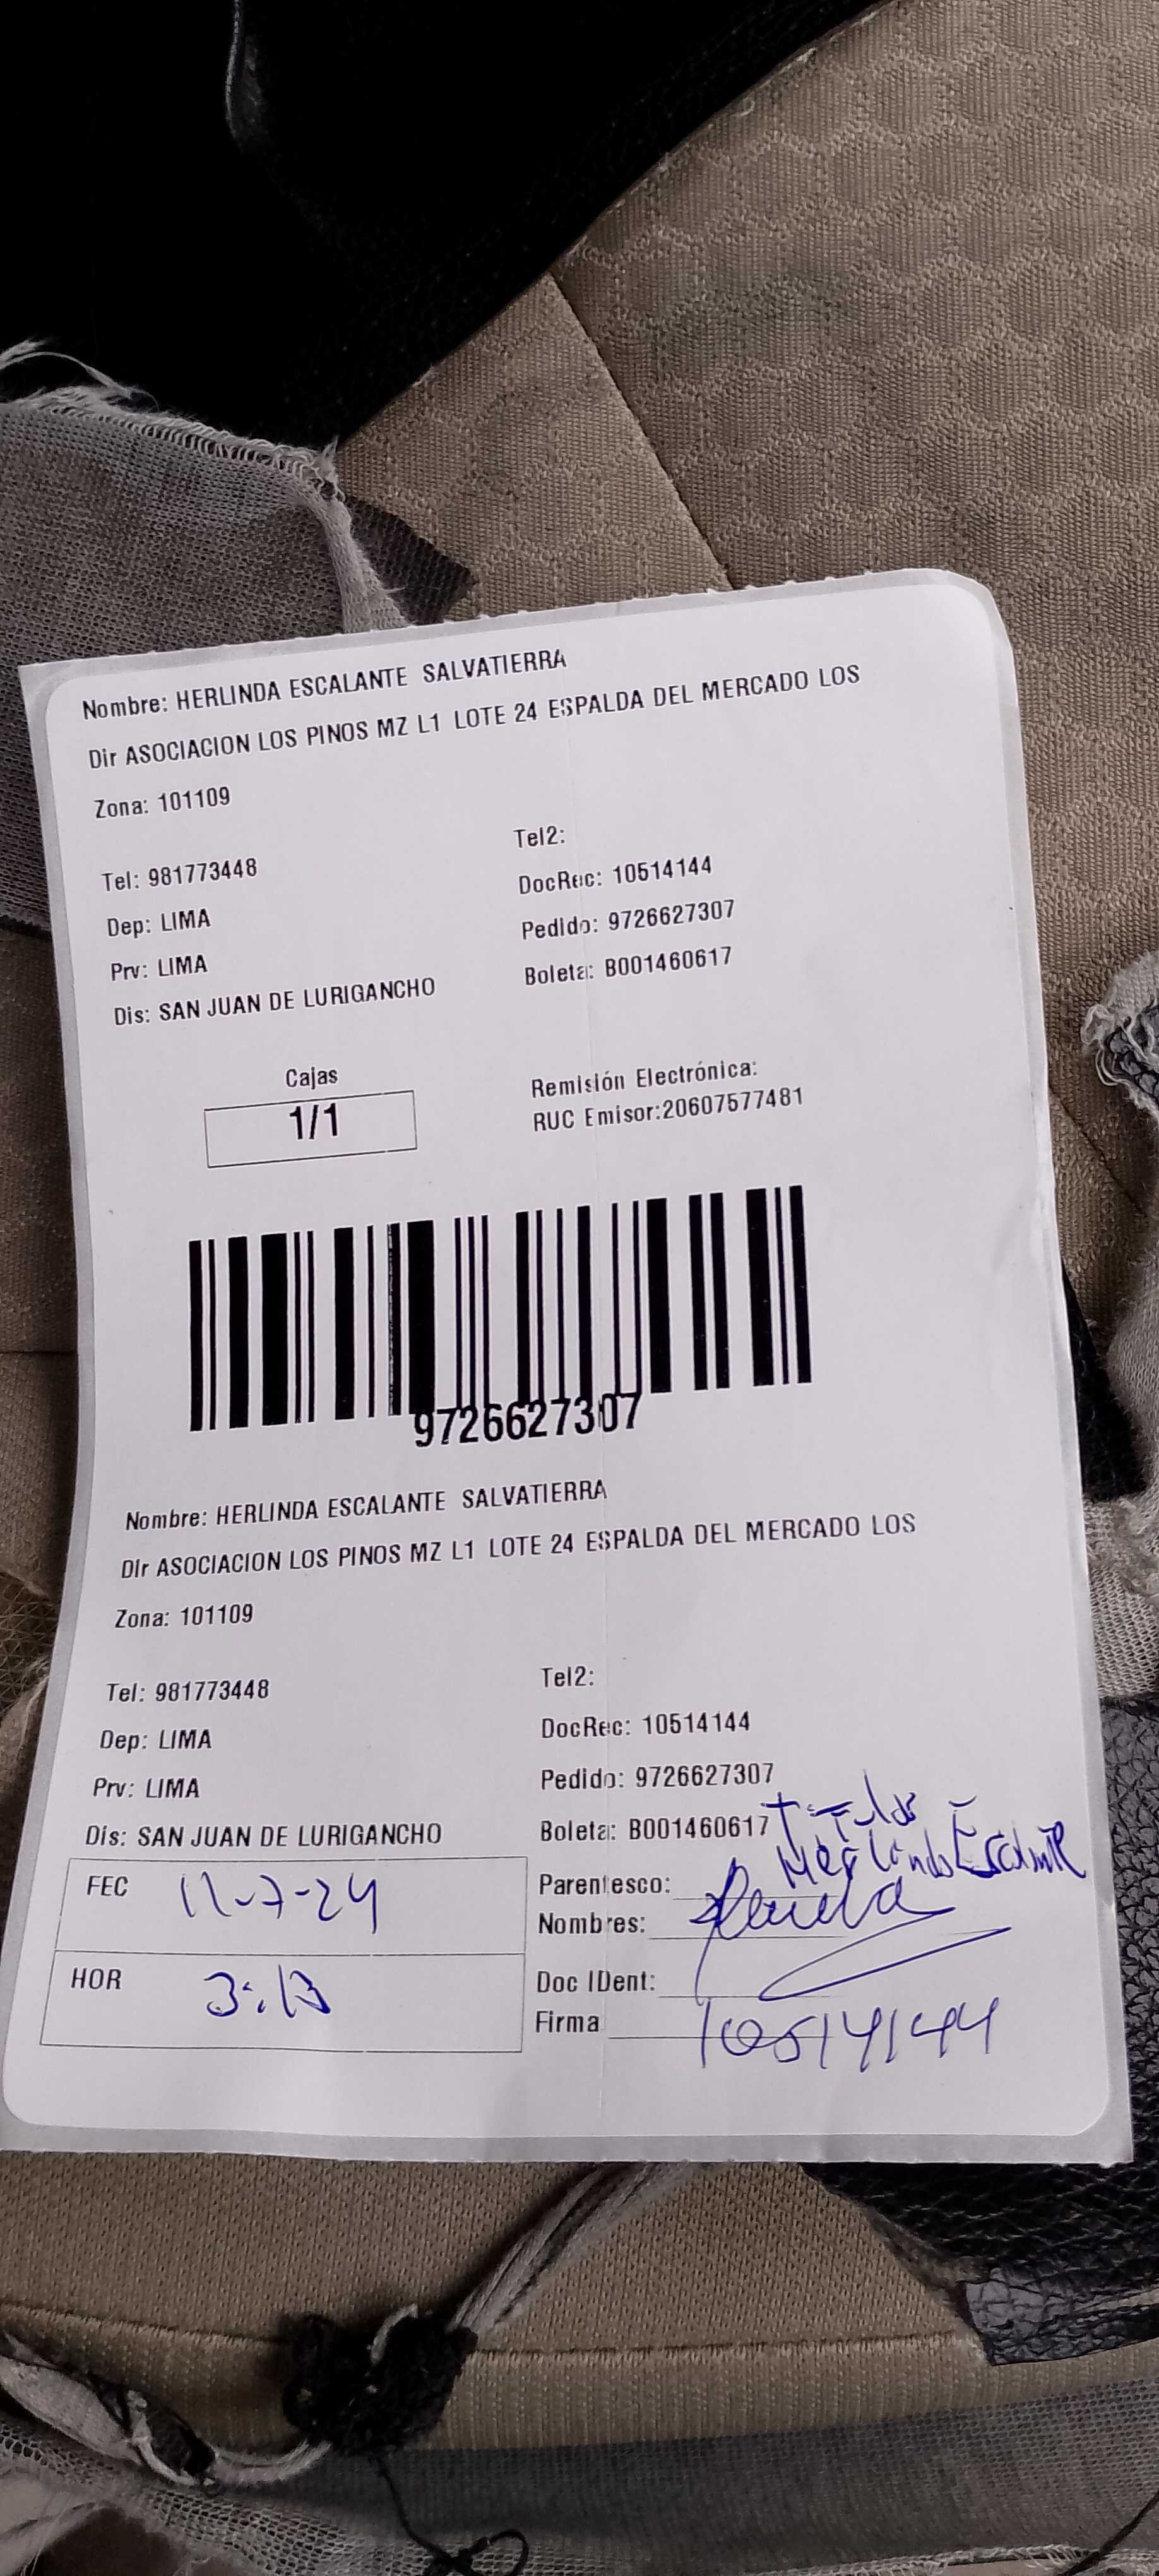 Nombre: HERLINDA ESCALANTE SALVATIERRA
Dir ASOCIACION LOS PINOS MZ L1 LOTE 24 ESPALDA DEL MERCADO LOS
Zona: 101109
Tel2:
Tel: 981773448
DocRec: 10514144
Dep: LIMA
Pedido: 9726627307
Prv: LIMA
Boleta: B001460617
Dis: SAN JUAN DE LURIGANCHO
Cajas
1/1
Remisión Electrónica:
RUC Emisor:20607577481
9726627307
Nombre: HERLINDA ESCALANTE SALVATIERRA
Dir ASOCIACION LOS PINOS MZ L1 LOTE 24 ESPALDA DEL MERCADO LOS
Zona: 101109
Tel2:
Tel: 981773448
DocRec: 10514144
Dep: LIMA
Pedido: 9726627307
Prv: LIMA
Boleta: B001460617
Dis: SAN JUAN DE LURIGANCHO
FEC 11-7-24
Parentesco:
Nombres:
HOR
Doc IDent:
Firma 10514144